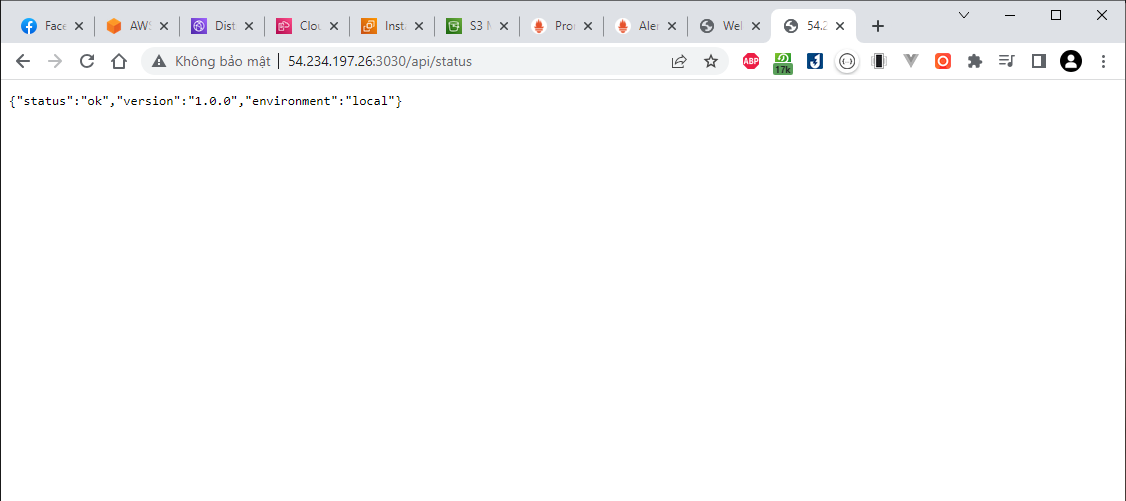 Face AWS Dist Clou Inst S3 M Pro Aler Wel 54.2
Không bảo mật 54.234.197.26:3030/api/status ABP 17k
{"status":"ok","version":"1.0.0","environment":"local"}